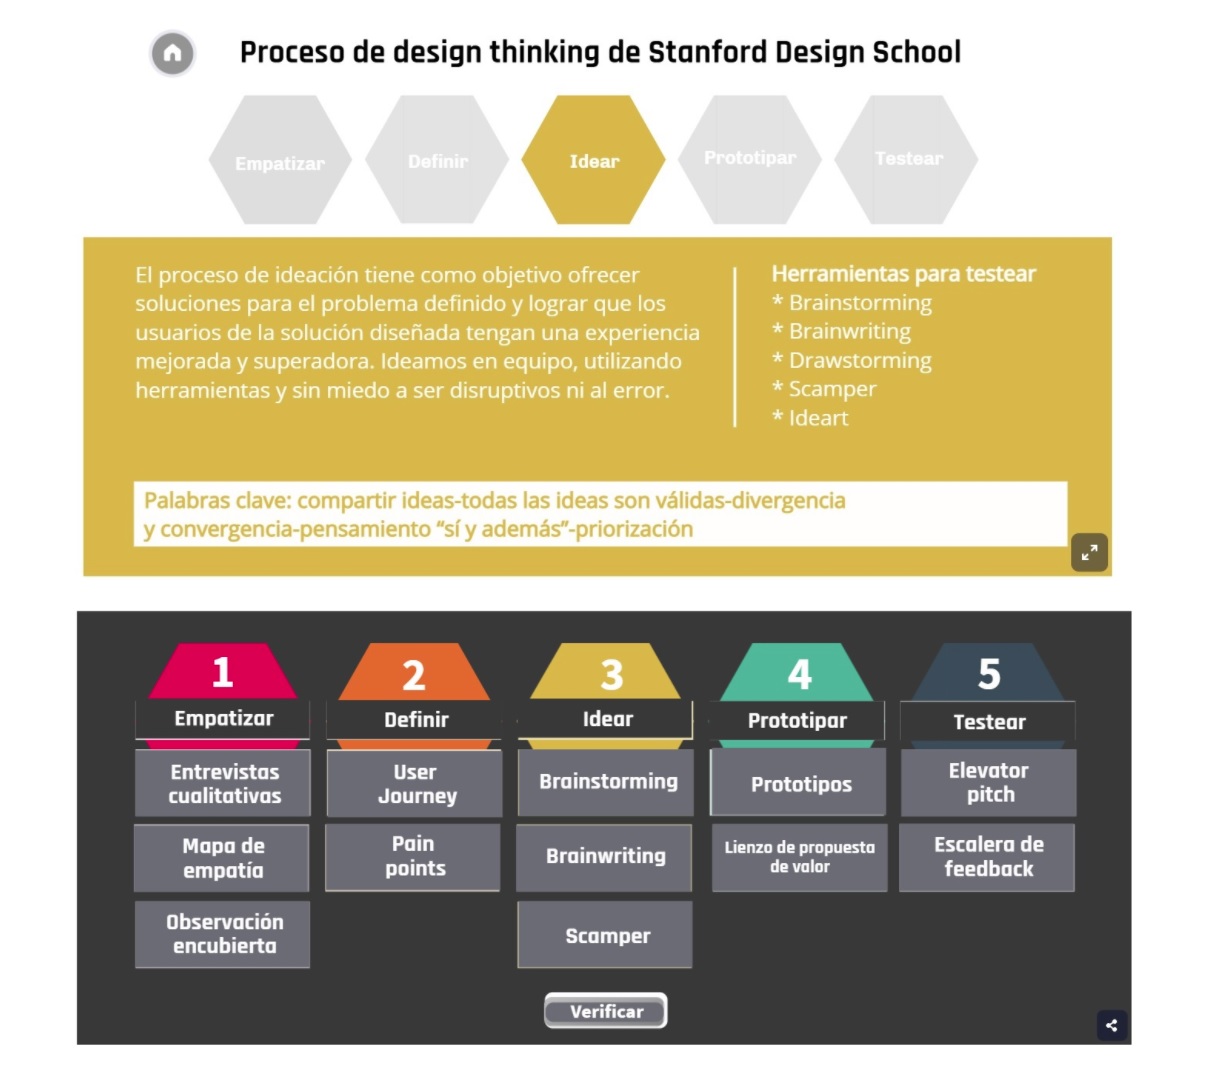 Proceso de design thinking de Stanford Design School
Empatizar
Definir
Idear
Prototipar
Testear
El proceso de ideación tiene como objetivo ofrecer
soluciones para el problema definido y lograr que los
usuarios de la solución diseñada tengan una experiencia
mejorada y superadora. Ideamos en equipo, utilizando
herramientas y sin miedo a ser disruptivos ni al error.
Herramientas para testear
* Brainstorming
* Brainwriting
* Drawstorming
* Scamper
* Ideart
Palabras clave: compartir ideas-todas las ideas son válidas-divergencia
y convergencia-pensamiento “sí y además”-priorización
1
Empatizar
Entrevistas
cualitativas
Mapa de
empatía
Observación
encubierta
2
Definir
User
Journey
Pain
points
3
Idear
Brainstorming
Brainwriting
Scamper
4
Prototipar
Prototipos
Lienzo de propuesta
de valor
5
Testear
Elevator
pitch
Escalera de
feedback
Verificar